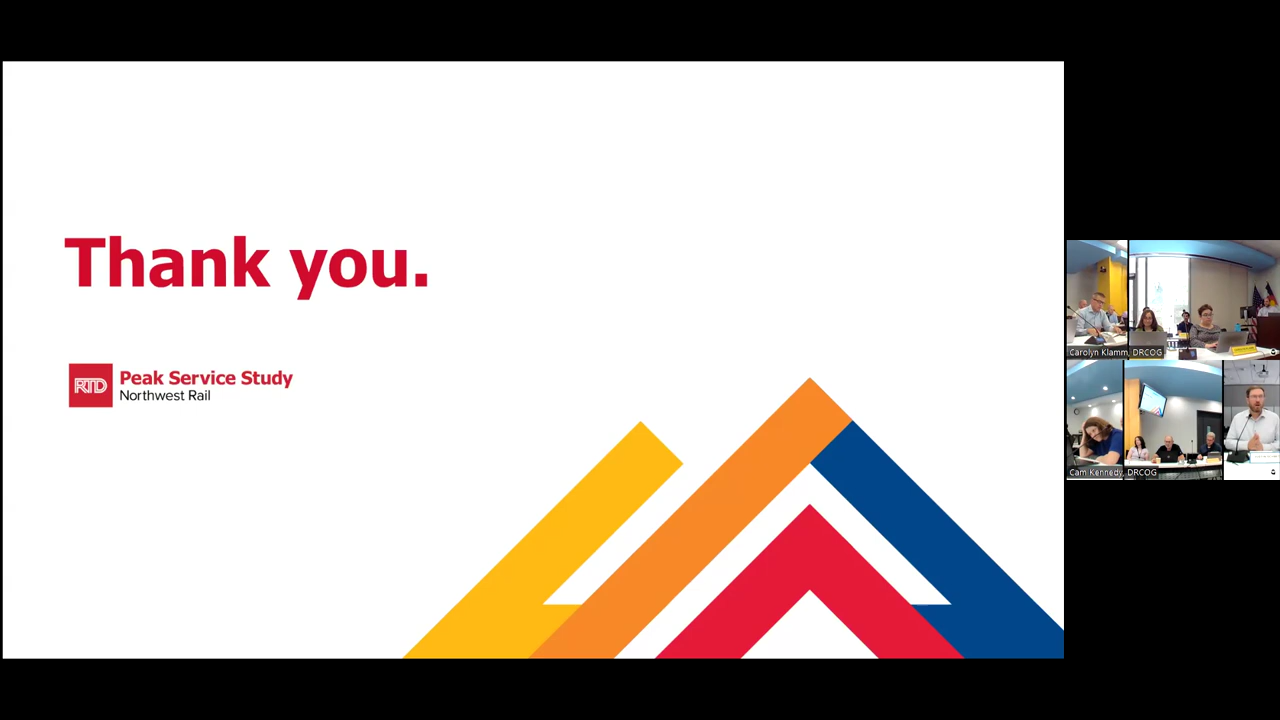 Thank you.
RTD
Peak Service Study
Northwest Rail
Carolyn Klamm, DRCOG
Cam Kennedy, DRCOG